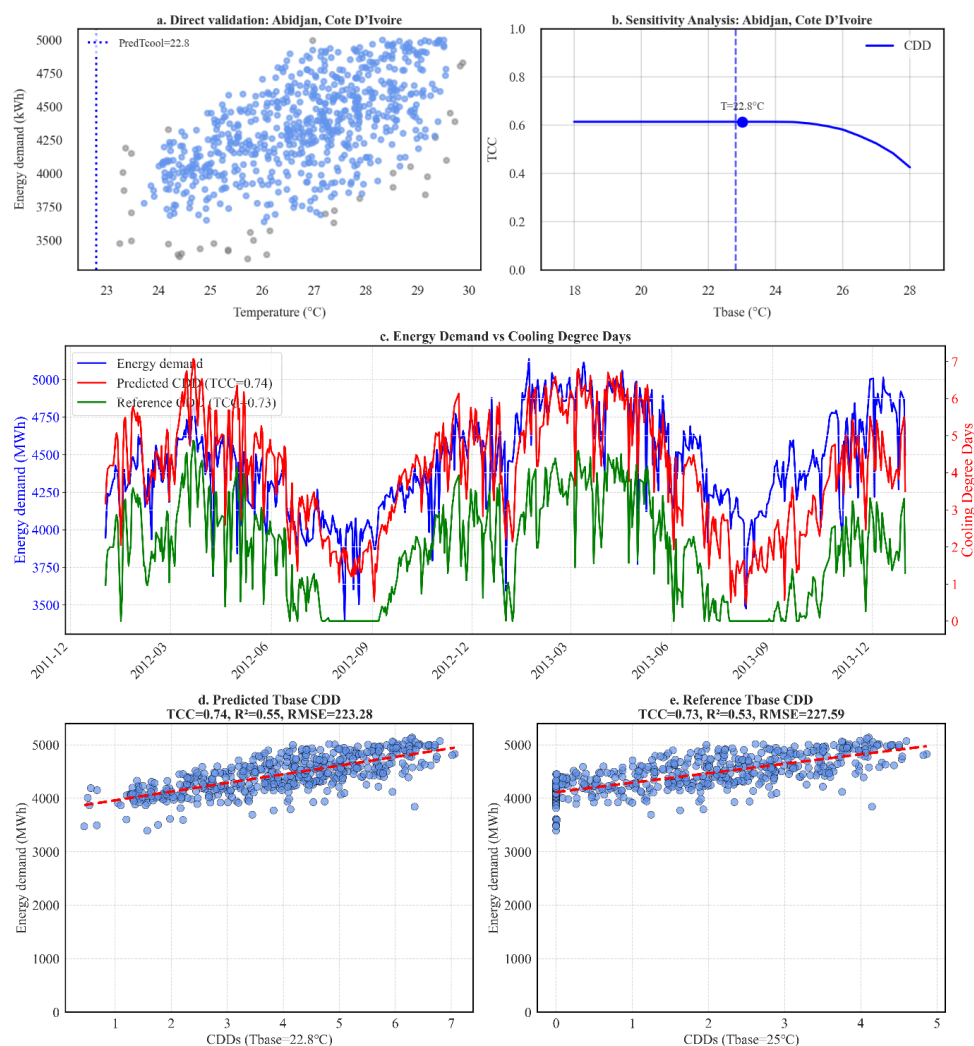 a. Direct validation: Abidjan, Cote D'Ivoire
PredTcool=22.8
5000
4750
4500
4250
4000
3750
3500
Energy demand (kWh)
23 24 25 26 27 28 29 30
Temperature (°C)
b. Sensitivity Analysis: Abidjan, Cote D'Ivoire
CDD
T=22.8°C
1.0
0.8
0.6
0.4
0.2
0.0
TCC
18 20 22 24 26 28
Tbase (°C)
c. Energy Demand vs Cooling Degree Days
Energy demand
Predicted CDD (TCC=0.74)
Reference CDD (TCC=0.73)
5000
4750
4500
4250
4000
3750
3500
Energy demand (MWh)
7
6
5
4
3
2
1
0
Cooling Degree Days
2011-12 2012-03 2012-06 2012-09 2012-12 2013-03 2013-06 2013-09 2013-12
d. Predicted Tbase CDD
TCC=0.74, R²=0.55, RMSE=223.28
5000
4000
3000
2000
1000
0
Energy demand (MWh)
1 2 3 4 5 6 7
CDDs (Tbase=22.8°C)
e. Reference Tbase CDD
TCC=0.73, R²=0.53, RMSE=227.59
5000
4000
3000
2000
1000
0
Energy demand (MWh)
0 1 2 3 4 5
CDDs (Tbase=25°C)